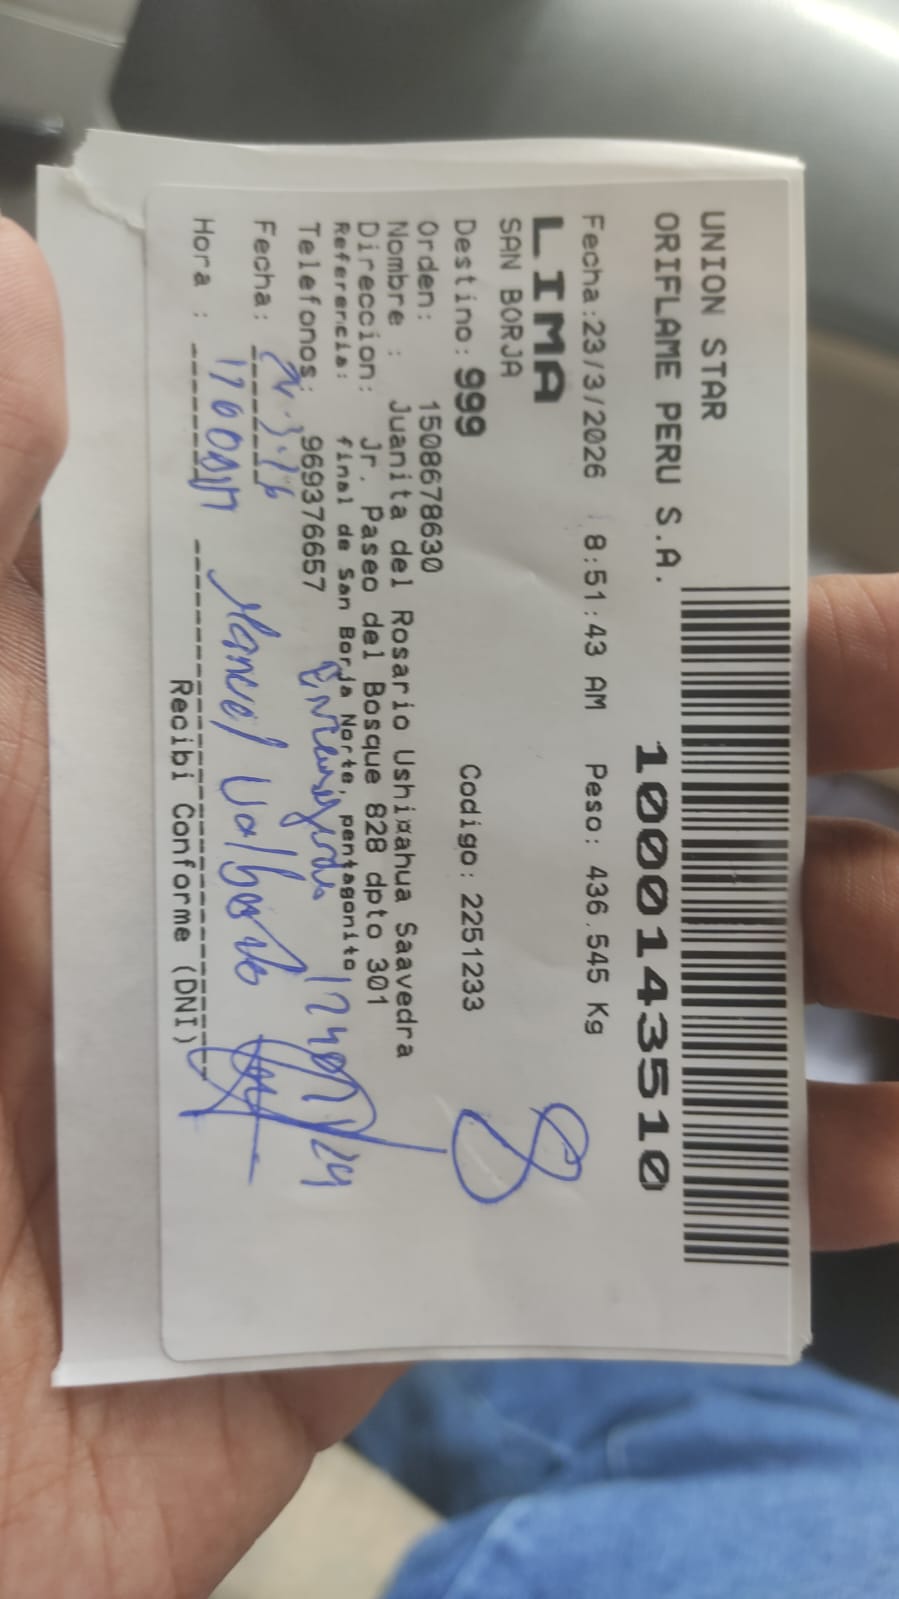 UNION STAR
ORIFLAME PERU S.A.
1000143510
Fecha:23/3/2026 8:51:43 AM Peso: 436.545 Kg
LIMA
SAN BORJA
Destino: 999 Codigo: 2251233
Orden: 1508678630
Nombre : Juanita del Rosario Ushiñahua Saavedra
Direccion: Jr. Paseo del Bosque 828 dpto 301
Referencia: final de San Borja Norte, pentagonito
Telefonos: 969376657
Fecha:
Hora :
Manuel
Recibi Conforme (DNI)
8